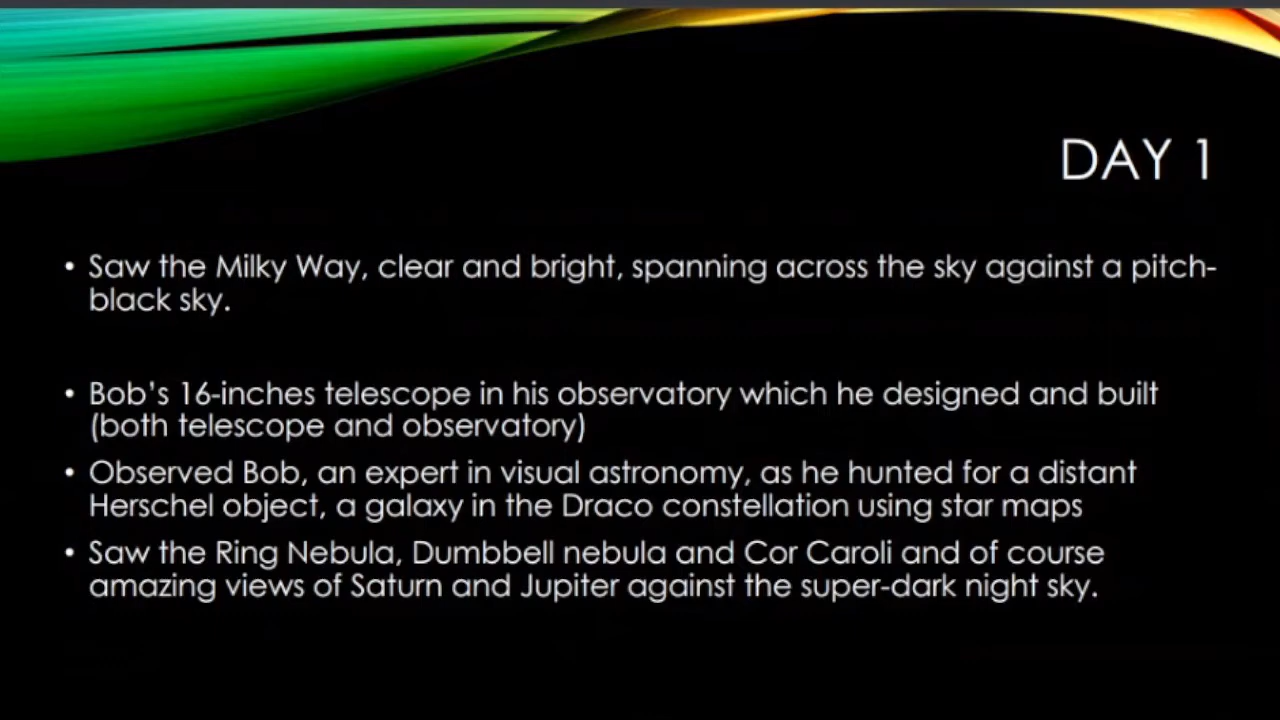 DAY 1
• Saw the Milky Way, clear and bright, spanning across the sky against a pitch-
black sky.
• Bob's 16-inches telescope in his observatory which he designed and built
(both telescope and observatory)
• Observed Bob, an expert in visual astronomy, as he hunted for a distant
Herschel object, a galaxy in the Draco constellation using star maps
• Saw the Ring Nebula, Dumbbell nebula and Cor Caroli and of course
amazing views of Saturn and Jupiter against the super-dark night sky.